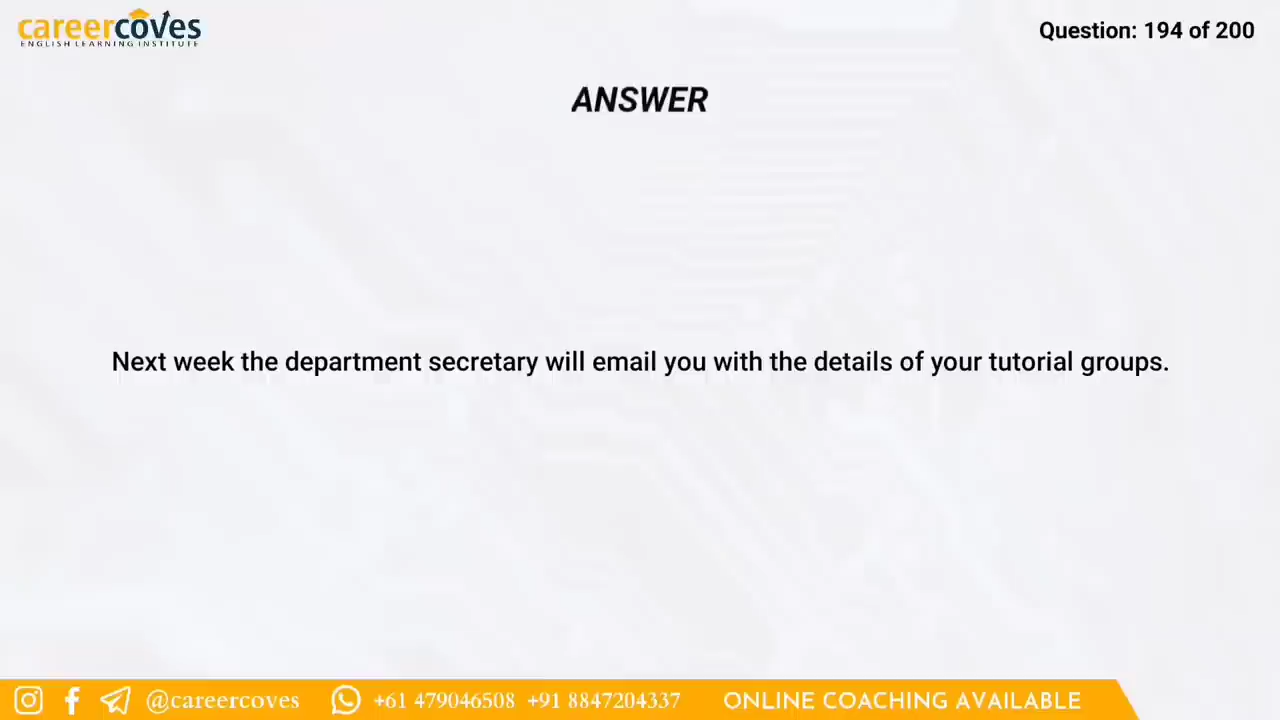 careercoves
ENGLISH LEARNING INSTITUTE
Question: 194 of 200
ANSWER
Next week the department secretary will email you with the details of your tutorial groups.
@careercoves +61 479046508 +91 8847204337 ONLINE COACHING AVAILABLE